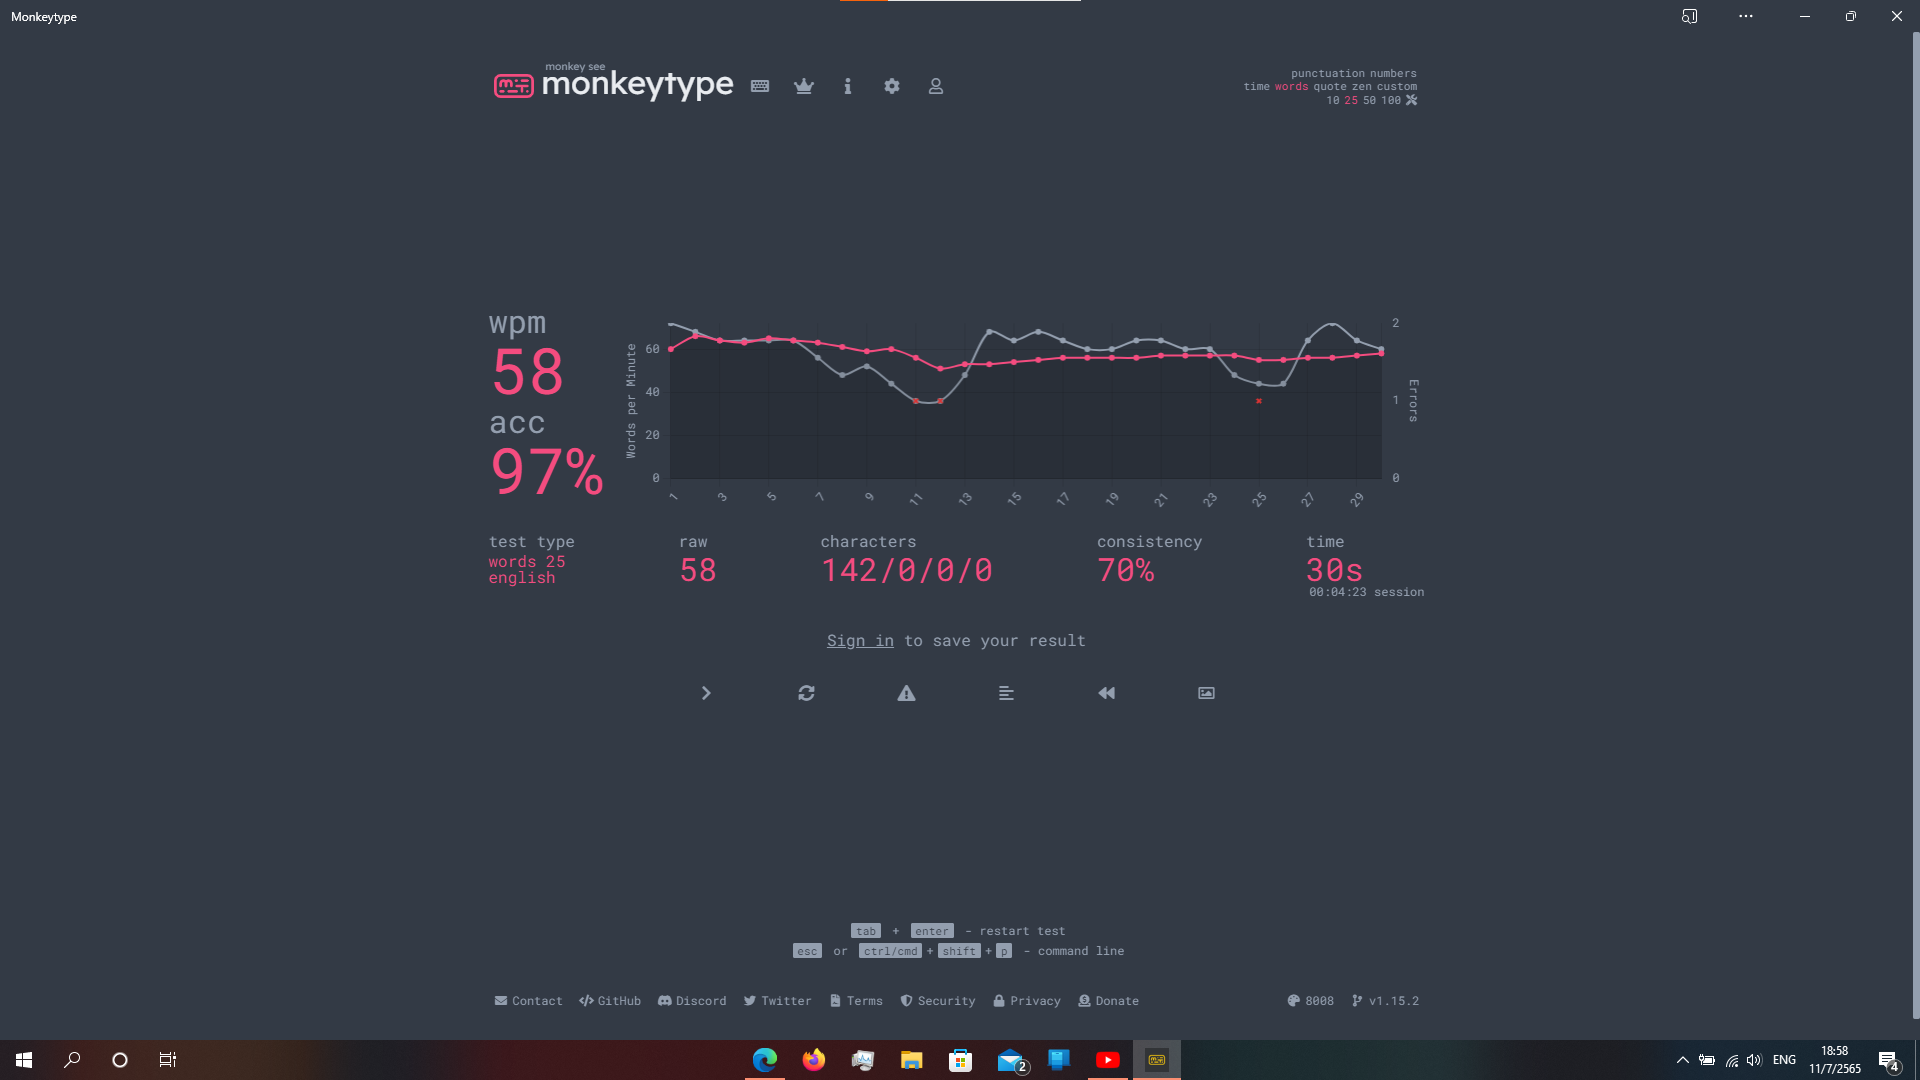 Monkeytype
monkey see
monkeytype
punctuation numbers
time words quote zen custom
10 25 50 100
wpm
58
acc
97%
Words per Minute
60
40
20
0
2
1
0
Errors
1 3 5 7 9 11 13 15 17 19 21 23 25 27 29
test type
words 25
english
raw
58
characters
142/0/0/0
consistency
70%
time
30s
00:04:23 session
Sign in to save your result
tab + enter - restart test
esc or ctrl/cmd + shift + p - command line
Contact GitHub Discord Twitter Terms Security Privacy Donate 8008 v1.15.2
2
ENG
18:58
11/7/2565
4